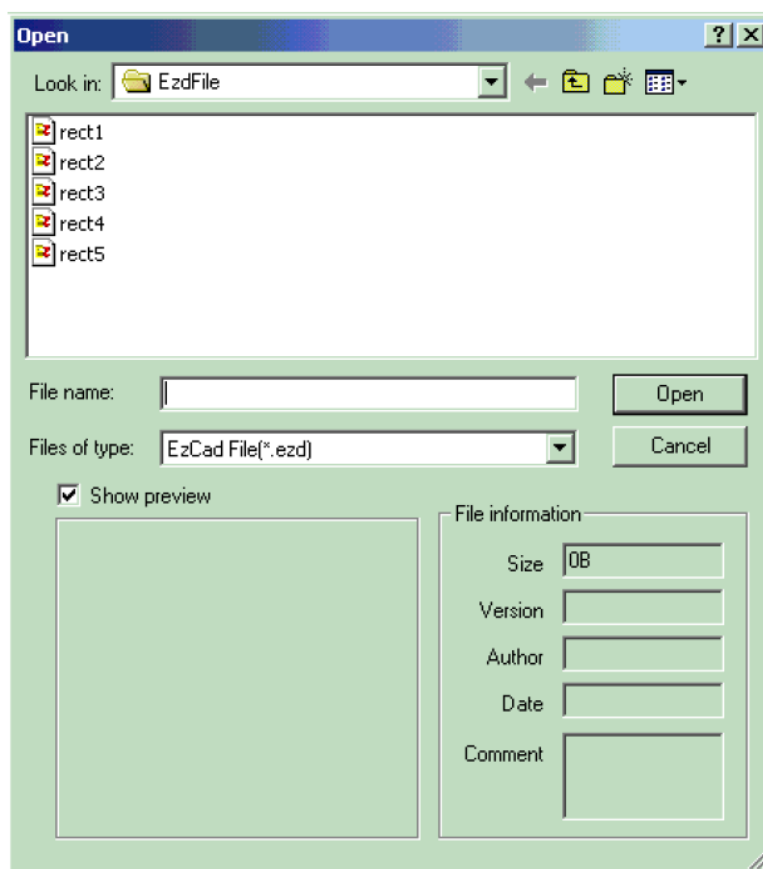 Open
Look in: EzdFile
rect1
rect2
rect3
rect4
rect5
File name: Open
Files of type: EzCad File(*.ezd) Cancel
Show preview
File information
Size 0B
Version
Author
Date
Comment